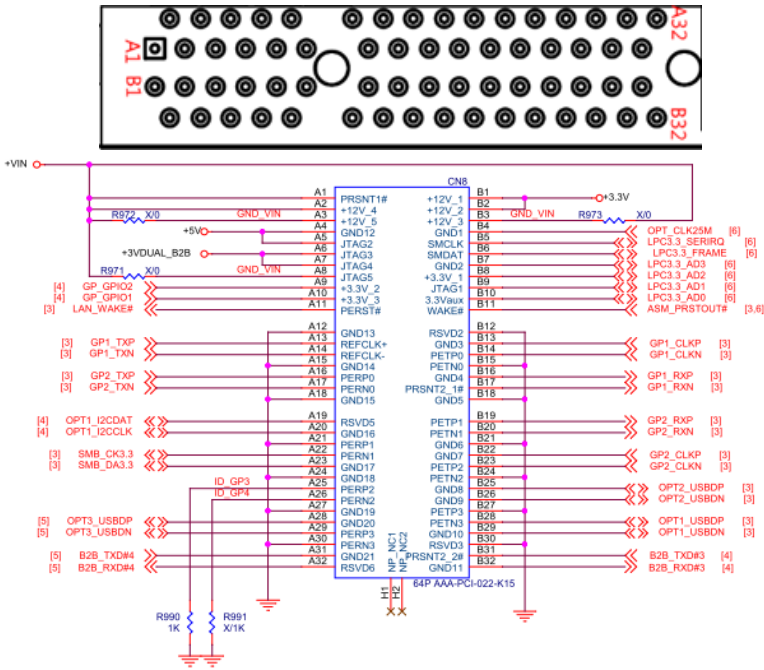 A32
A1
B1
B32
+VIN
CN8
A1 PRSNT1# +12V_1 B1 +3.3V
A2 +12V_4 +12V_2 B2
R972 X/0 GND_VIN A3 +12V_5 +12V_3 B3 GND_VIN R973 X/0
+5V A4 GND12 GND1 B4 OPT_CLK25M [6]
A5 JTAG2 SMCLK B5 LPC3.3_SERIRQ [6]
+3VDUAL_B2B A6 JTAG3 SMDAT B6 LPC3.3_FRAME [6]
A7 JTAG4 GND2 B7 LPC3.3_AD3 [6]
R971 X/0 GND_VIN A8 JTAG5 +3.3V_1 B8 LPC3.3_AD2 [6]
[4] GP_GPIO2 A9 +3.3V_2 JTAG1 B9 LPC3.3_AD1 [6]
[4] GP_GPIO1 A10 +3.3V_3 3.3Vaux B10 LPC3.3_AD0 [6]
[3] LAN_WAKE# A11 PERST# WAKE# B11 ASM_PRSTOUT# [3,6]
A12 GND13 RSVD2 B12
[3] GP1_TXP A13 REFCLK+ GND3 B13 GP1_CLKP [3]
[3] GP1_TXN A14 REFCLK- PETP0 B14 GP1_CLKN [3]
A15 GND14 PETN0 B15
[3] GP2_TXP A16 PERP0 GND4 B16 GP1_RXP [3]
[3] GP2_TXN A17 PERN0 PRSNT2_1# B17 GP1_RXN [3]
A18 GND15 GND5 B18
[4] OPT1_I2CDAT A19 RSVD5 PETP1 B19 GP2_RXP [3]
[4] OPT1_I2CCLK A20 GND16 PETN1 B20 GP2_RXN [3]
A21 PERP1 GND6 B21
[3] SMB_CK3.3 A22 PERN1 GND7 B22 GP2_CLKP [3]
[3] SMB_DA3.3 A23 GND17 PETP2 B23 GP2_CLKN [3]
A24 GND18 PETN2 B24
ID_GP3 A25 PERP2 GND8 B25 OPT2_USBDP [3]
ID_GP4 A26 PERN2 GND9 B26 OPT2_USBDN [3]
A27 GND19 PETP3 B27
[5] OPT3_USBDP A28 GND20 PETN3 B28 OPT1_USBDP [3]
[5] OPT3_USBDN A29 PERP3 GND10 B29 OPT1_USBDN [3]
A30 PERN3 RSVD3 B30
[5] B2B_TXD#4 A31 GND21 PRSNT2_2# B31 B2B_TXD#3 [4]
[5] B2B_RXD#4 A32 RSVD6 GND11 B32 B2B_RXD#3 [4]
NP_NC1
NP_NC2
64P AAA-PCI-022-K15
H1
H2
R990 R991
1K X/1K